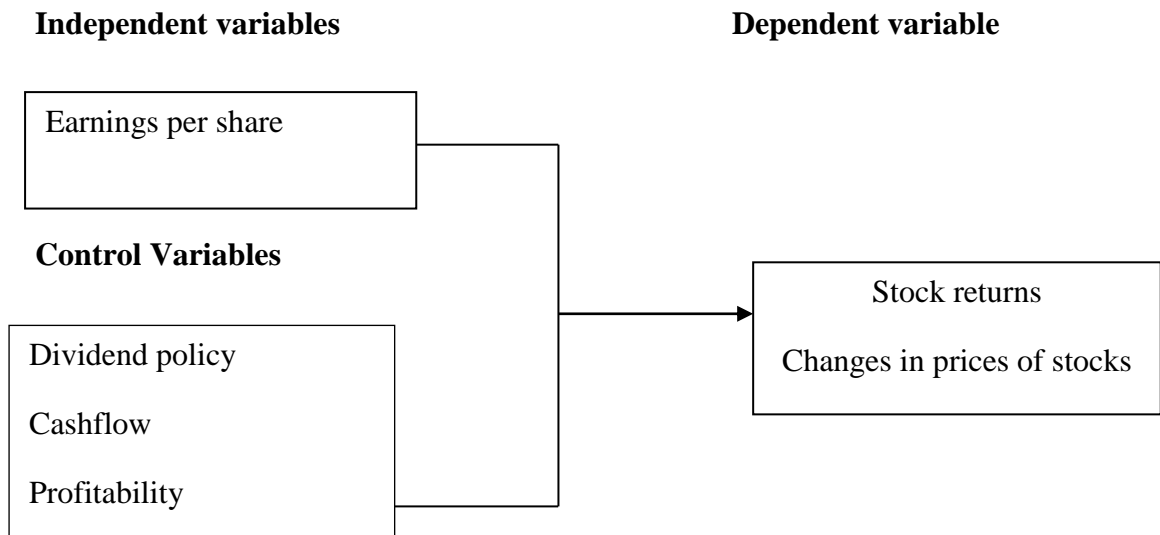 Independent variables
Dependent variable
Earnings per share
Control Variables
Stock returns
Changes in prices of stocks
Dividend policy
Cashflow
Profitability